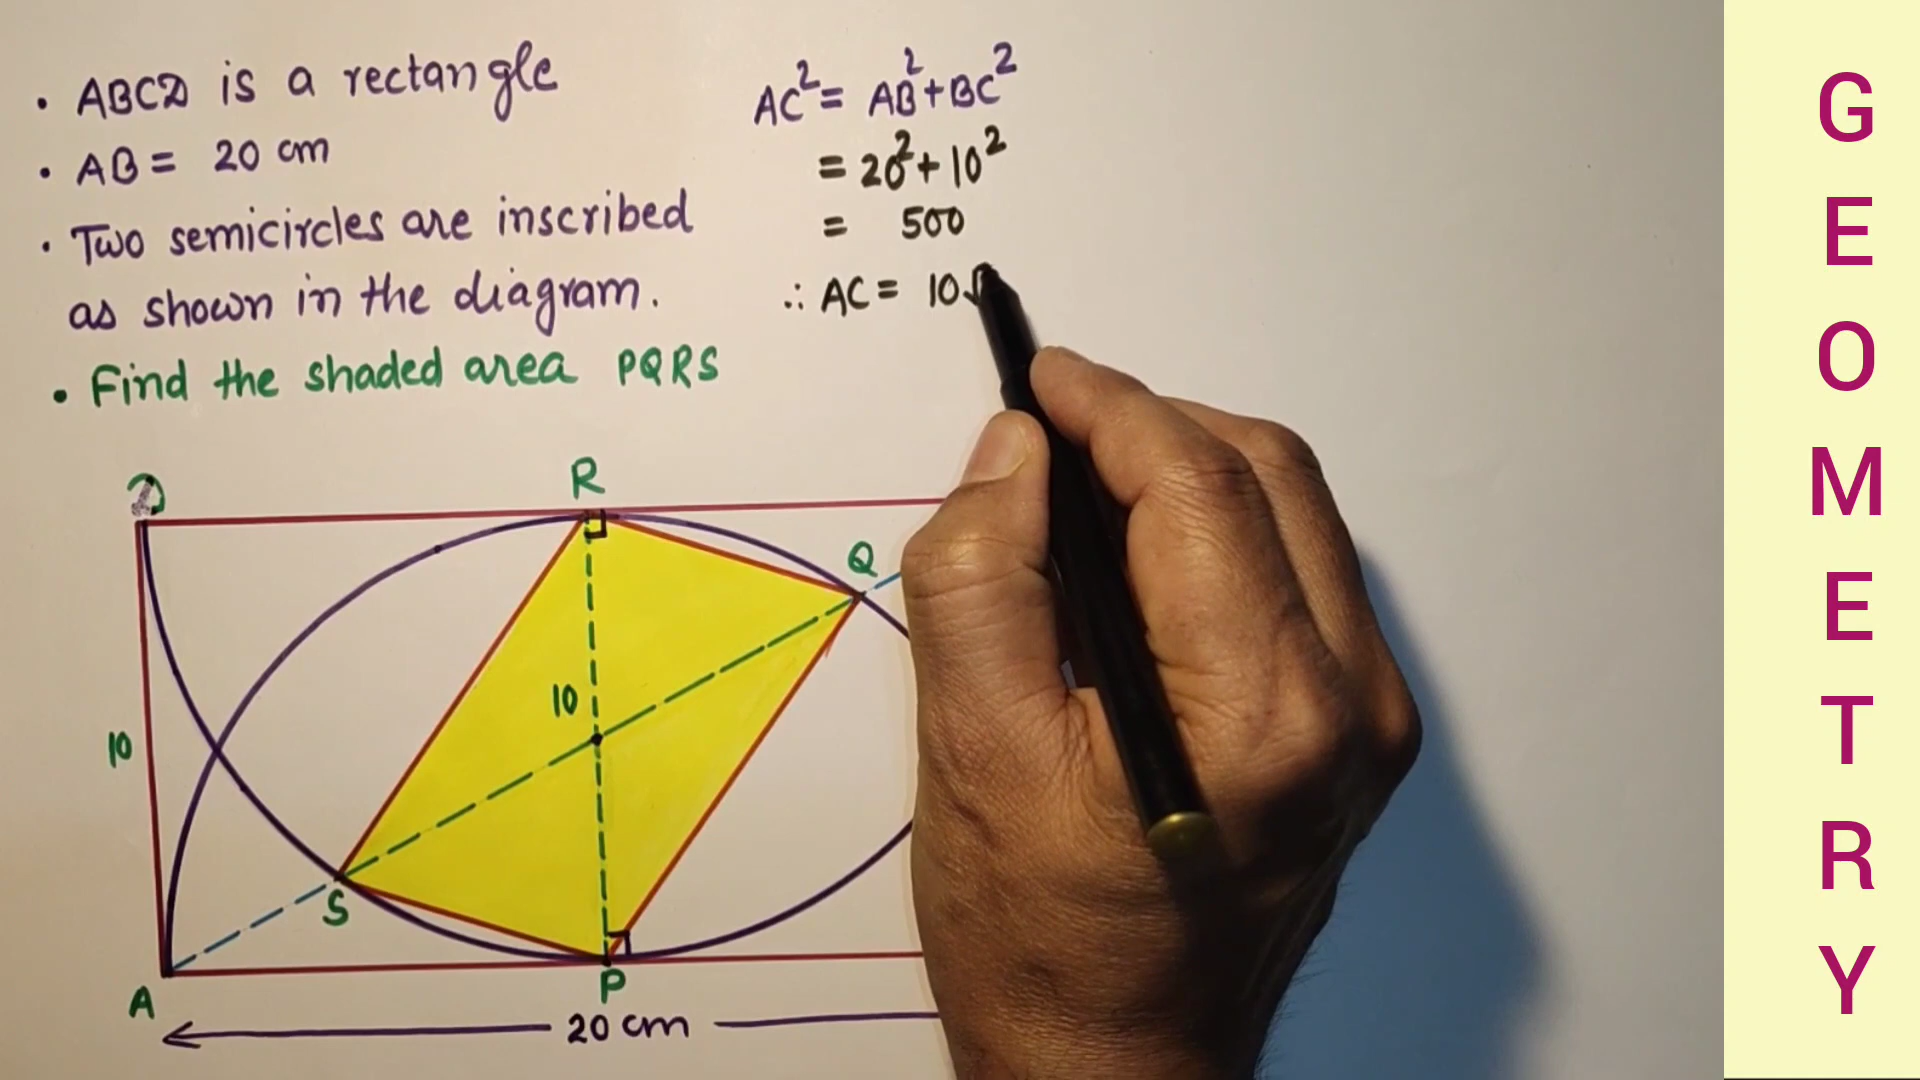 • ABCD is a rectangle
• AB = 20 cm
• Two semicircles are inscribed
as shown in the diagram.
• Find the shaded area PQRS
AC² = AB² + BC²
= 20² + 10²
= 500
∴ AC = 10√
D
R
Q
10
10
S
A
P
20 cm
GEOMETRY